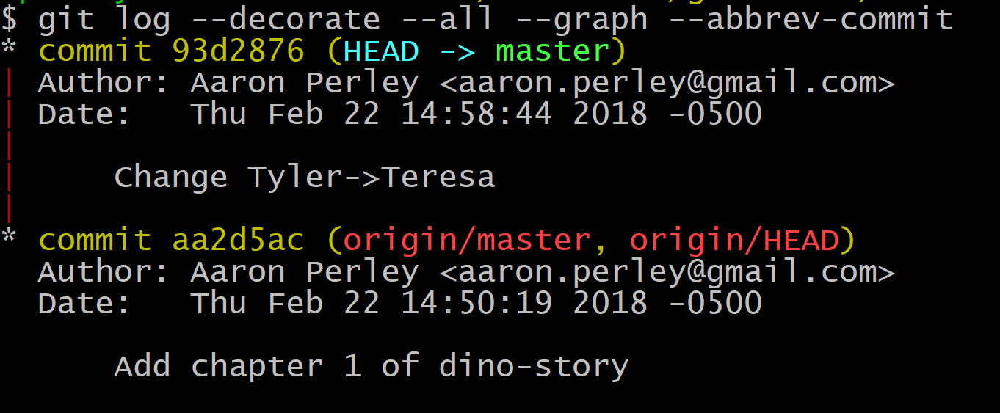 $ git log --decorate --all --graph --abbrev-commit
* commit 93d2876 (HEAD -> master)
| Author: Aaron Perley <aaron.perley@gmail.com>
| Date:   Thu Feb 22 14:58:44 2018 -0500
|
|     Change Tyler->Teresa
|
* commit aa2d5ac (origin/master, origin/HEAD)
  Author: Aaron Perley <aaron.perley@gmail.com>
  Date:   Thu Feb 22 14:50:19 2018 -0500

      Add chapter 1 of dino-story